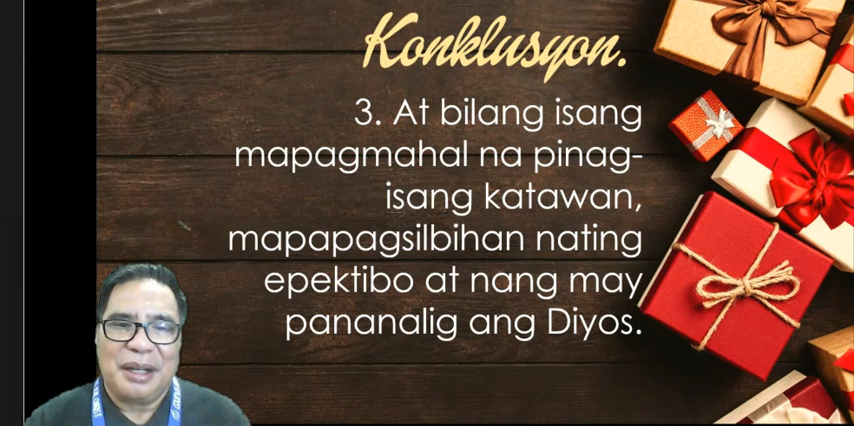 Konklusyon.
3. At bilang isang
mapagmahal na pinag-
isang katawan,
mapapagsilbihan nating
epektibo at nang may
pananalig ang Diyos.